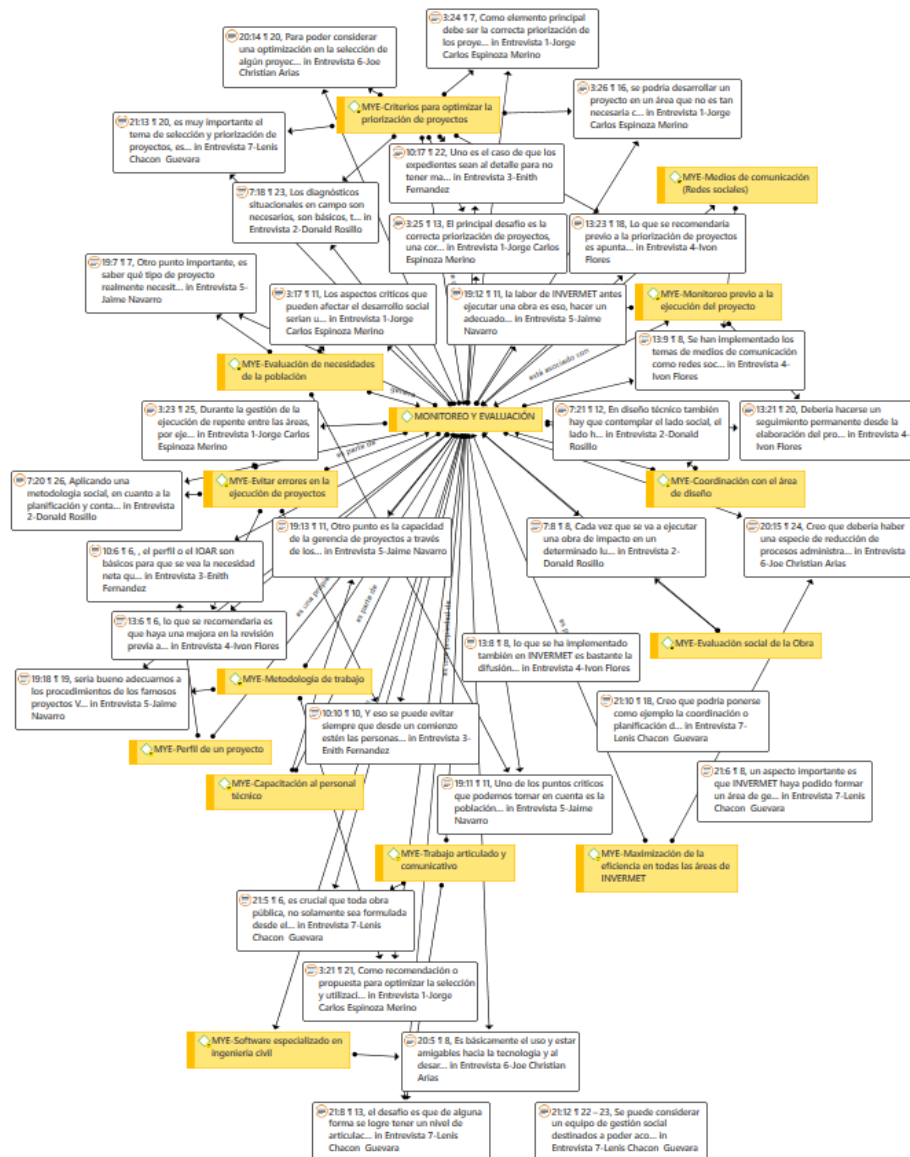 3:24 ¶ 7, Como elemento principal
debe ser la correcta priorización de
los proye... in Entrevista 1-Jorge
Carlos Espinoza Merino
20:14 ¶ 20, Para poder considerar
una optimización en la selección de
algún proyec... in Entrevista 6-Joe
Christian Arias
3:26 ¶ 16, se podría desarrollar un
proyecto en un área que no es tan
necesaria c... in Entrevista 1-Jorge
Carlos Espinoza Merino
MYE-Criterios para optimizar la
priorización de proyectos
21:13 ¶ 20, es muy importante el
tema de selección y priorización de
proyectos, es... in Entrevista 7-Lenis
Chacon Guevara
10:17 ¶ 22, Uno es el caso de que los
expedientes sean al detalle para no
tener ma... in Entrevista 3-Enith
Fernandez
MYE-Medios de comunicación
(Redes sociales)
7:18 ¶ 23, Los diagnósticos
situacionales en campo son
necesarios, son básicos, t... in
Entrevista 2-Donald Rosillo
3:25 ¶ 13, El principal desafío es la
correcta priorización de proyectos,
una cor... in Entrevista 1-Jorge Carlos
Espinoza Merino
13:23 ¶ 18, Lo que se recomendaría
previo a la priorización de proyectos
es apunta... in Entrevista 4-Ivon
Flores
19:7 ¶ 7, Otro punto importante, es
saber qué tipo de proyecto
realmente necesit... in Entrevista 5-
Jaime Navarro
3:17 ¶ 11, Los aspectos críticos que
pueden afectar el desarrollo social
serían u... in Entrevista 1-Jorge
Carlos Espinoza Merino
19:12 ¶ 11, la labor de INVERMET antes
ejecutar una obra es eso, hacer un
adecuado... in Entrevista 5-Jaime
Navarro
MYE-Monitoreo previo a la
ejecución del proyecto
13:9 ¶ 8, Se han implementado los
temas de medios de comunicación
como redes soc... in Entrevista 4-
Ivon Flores
está asociado con
MYE-Evaluación de necesidades
de la población
MONITOREO Y EVALUACIÓN
3:23 ¶ 25, Durante la gestión de la
ejecución de repente entre las áreas,
por eje... in Entrevista 1-Jorge Carlos
Espinoza Merino
es parte de
7:21 ¶ 12, En diseño técnico también
hay que contemplar el lado social, el
lado h... in Entrevista 2-Donald
Rosillo
13:21 ¶ 20, Debería hacerse un
seguimiento permanente desde la
elaboración del pro... in Entrevista 4-
Ivon Flores
7:20 ¶ 26, Aplicando una
metodología social, en cuanto a la
planificación y conta... in Entrevista
2-Donald Rosillo
MYE-Evitar errores en la
ejecución de proyectos
MYE-Coordinación con el área
de diseño
19:13 ¶ 11, Otro punto es la capacidad
de la gerencia de proyectos a través
de los... in Entrevista 5-Jaime Navarro
7:8 ¶ 8, Cada vez que se va a ejecutar
una obra de impacto en un
determinado lu... in Entrevista 2-
Donald Rosillo
20:15 ¶ 24, Creo que debería haber
una especie de reducción de
procesos administra... in Entrevista
6-Joe Christian Arias
10:6 ¶ 6, , el perfil o el IOAR son
básicos para que se vea la necesidad
neta qu... in Entrevista 3-Enith
Fernandez
es parte de
13:6 ¶ 6, lo que se recomendaría es
que haya una mejora en la revisión
previa a... in Entrevista 4-Ivon Flores
13:8 ¶ 8, lo que se ha implementado
también en INVERMET es bastante la
difusión... in Entrevista 4-Ivon Flores
MYE-Evaluación social de la Obra
19:18 ¶ 19, sería bueno adecuarnos a
los procedimientos de los famosos
proyectos V... in Entrevista 5-Jaime
Navarro
MYE-Metodología de trabajo
10:10 ¶ 10, Y eso se puede evitar
siempre que desde un comienzo
estén las personas... in Entrevista 3-
Enith Fernandez
21:10 ¶ 18, Creo que podría ponerse
como ejemplo la coordinación o
planificación d... in Entrevista 7-
Lenis Chacon Guevara
MYE-Perfil de un proyecto
21:6 ¶ 8, un aspecto importante es
que INVERMET haya podido formar
un área de ge... in Entrevista 7-Lenis
Chacon Guevara
MYE-Capacitación al personal
técnico
19:11 ¶ 11, Uno de los puntos críticos
que podemos tomar en cuenta es la
población... in Entrevista 5-Jaime
Navarro
MYE-Trabajo articulado y
comunicativo
MYE-Maximización de la
eficiencia en todas las áreas de
INVERMET
21:5 ¶ 6, es crucial que toda obra
pública, no solamente sea formulada
desde el... in Entrevista 7-Lenis
Chacon Guevara
3:21 ¶ 21, Como recomendación o
propuesta para optimizar la selección
y utilizaci... in Entrevista 1-Jorge
Carlos Espinoza Merino
MYE-Software especializado en
ingeniería civil
20:5 ¶ 8, Es básicamente el uso y estar
amigables hacia la tecnología y al
desar... in Entrevista 6-Joe Christian
Arias
21:8 ¶ 13, el desafío es que de alguna
forma se logre tener un nivel de
articulac... in Entrevista 7-Lenis
Chacon Guevara
21:12 ¶ 22 – 23, Se puede considerar
un equipo de gestión social
destinados a poder aco... in
Entrevista 7-Lenis Chacon Guevara